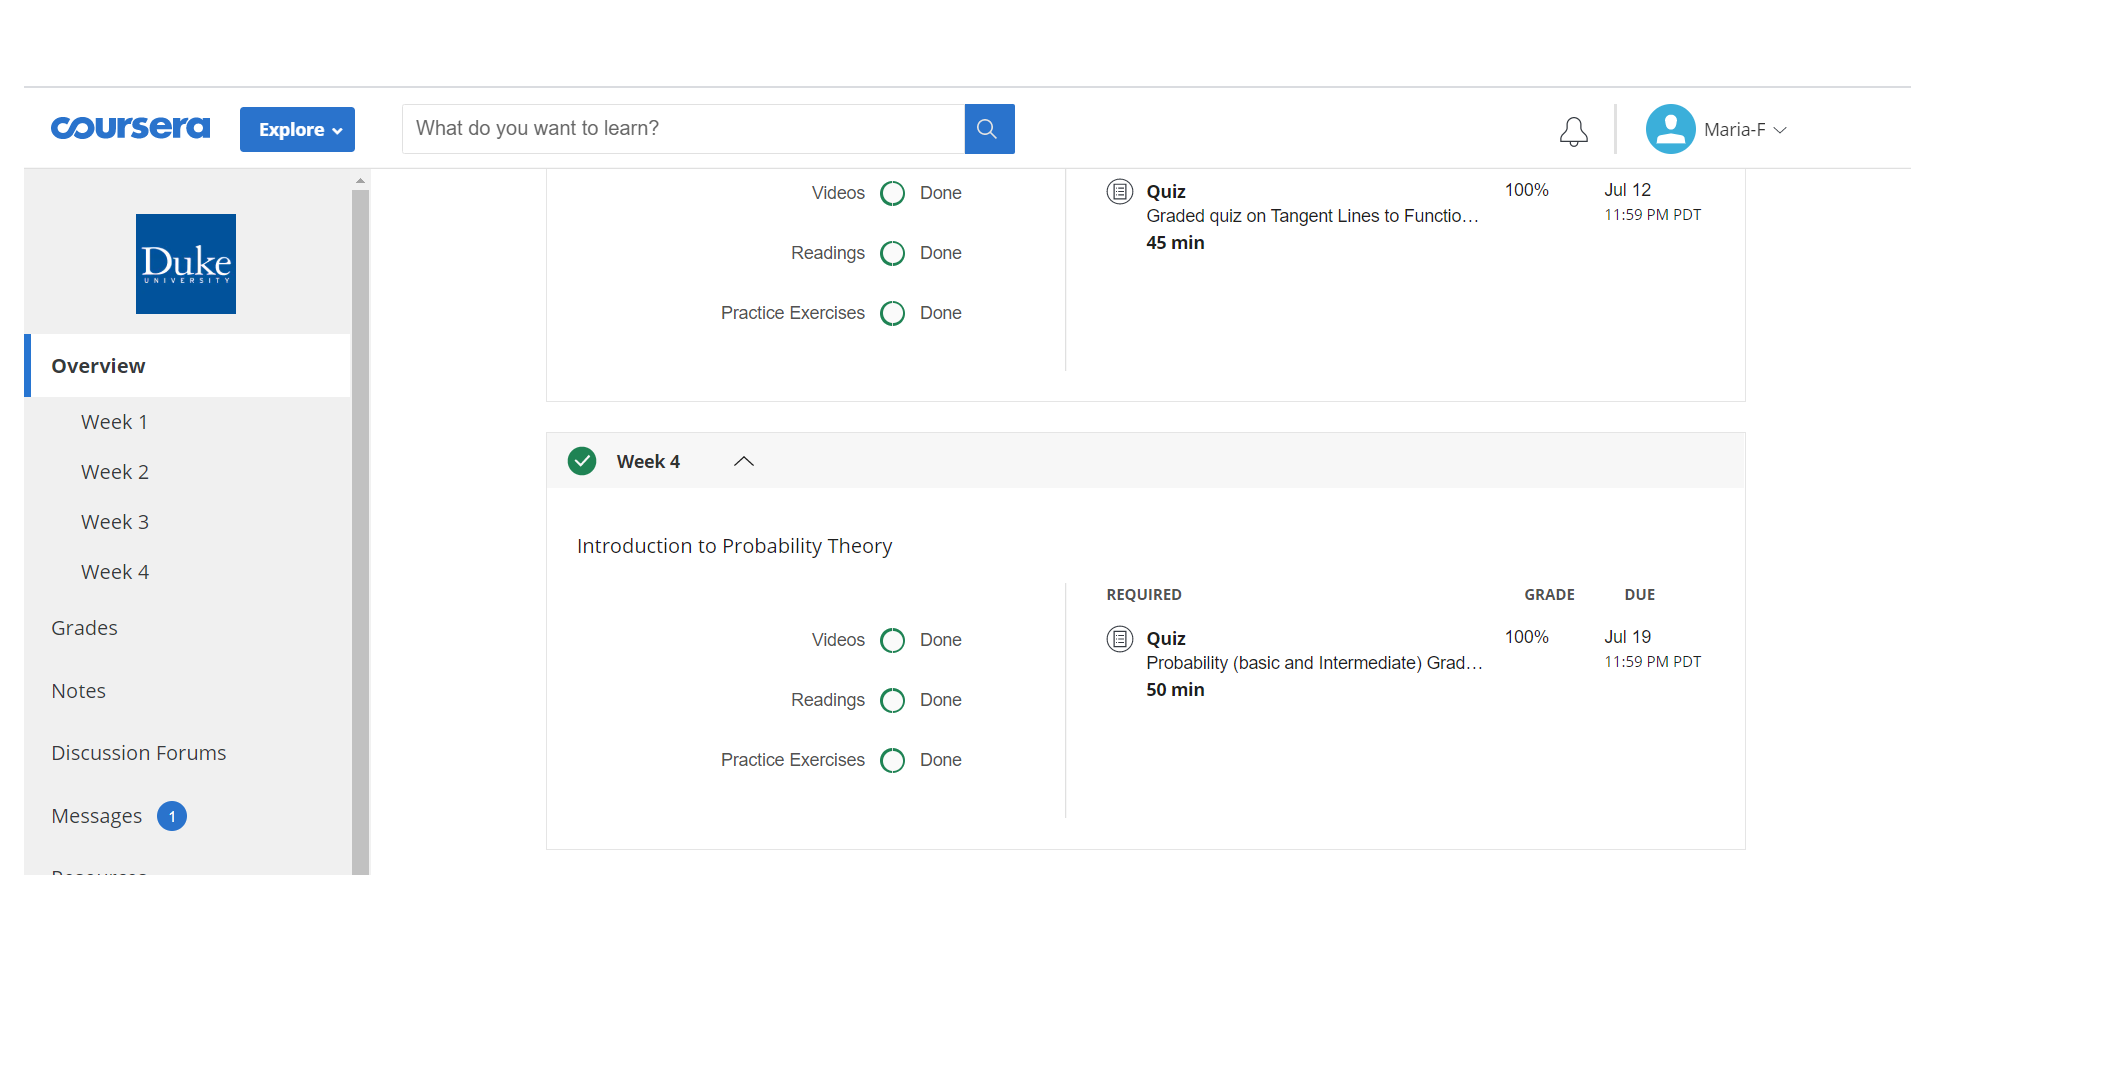 coursera
Explore
What do you want to learn?
Maria-F
Duke
UNIVERSITY
Overview
Week 1
Week 2
Week 3
Week 4
Grades
Notes
Discussion Forums
Messages 1
Resources
Videos Done
Readings Done
Practice Exercises Done
Quiz 100% Jul 12
Graded quiz on Tangent Lines to Functio... 11:59 PM PDT
45 min
Week 4
Introduction to Probability Theory
REQUIRED GRADE DUE
Videos Done
Readings Done
Practice Exercises Done
Quiz 100% Jul 19
Probability (basic and Intermediate) Grad... 11:59 PM PDT
50 min